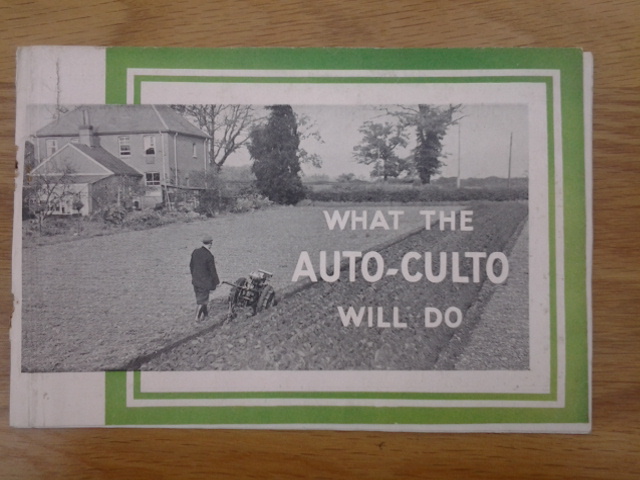 WHAT THE
AUTO-CULTO
WILL DO